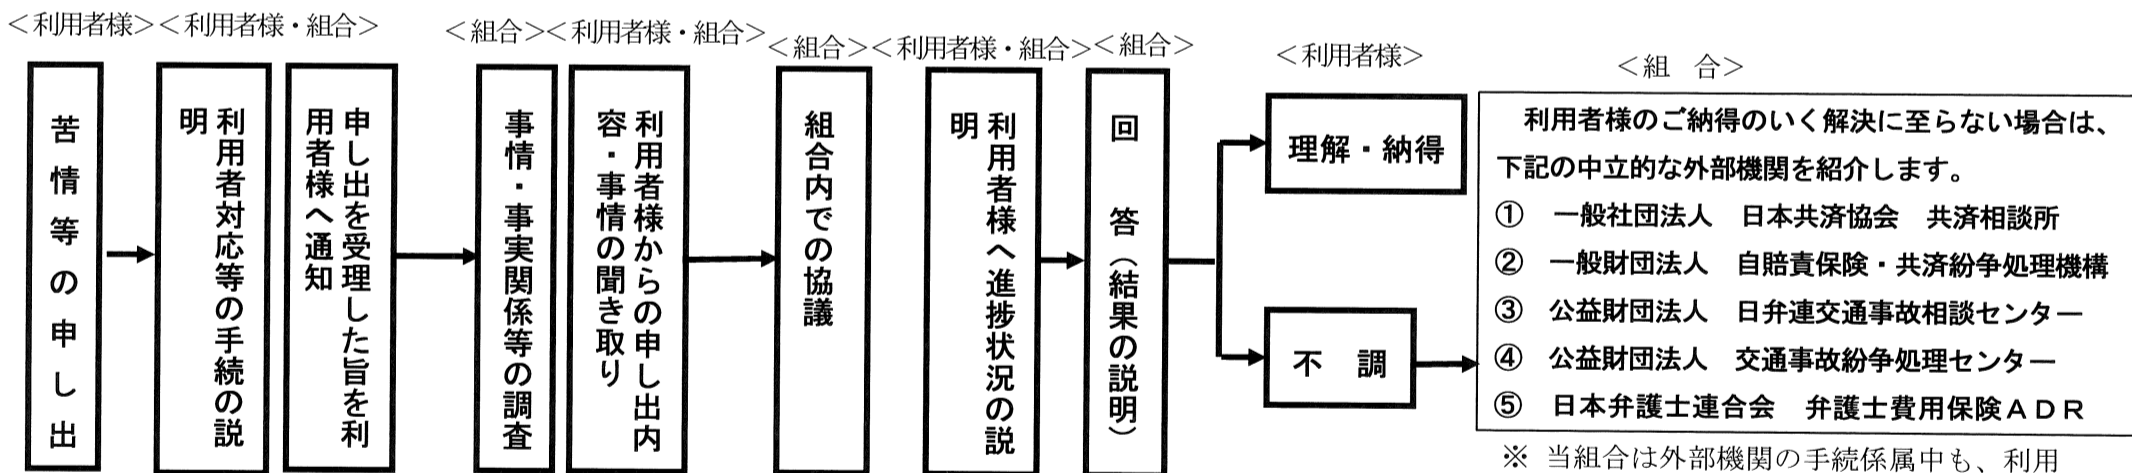 ＜利用者様＞
＜利用者様・組合＞
＜組合＞
＜利用者様・組合＞
＜組合＞
＜利用者様・組合＞
＜組合＞
＜利用者様＞
＜組　合＞
苦情等の申し出
利用者対応等の手続の説
明
申し出を受理した旨を利
用者様へ通知
事情・事実関係等の調査
利用者様からの申し出内
容・事情の聞き取り
組合内での協議
利用者様へ進捗状況の説
明
回　答（結果の説明）
理解・納得
不　調
利用者様のご納得のいく解決に至らない場合は、
下記の中立的な外部機関を紹介します。
①　一般社団法人　日本共済協会　共済相談所
②　一般財団法人　自賠責保険・共済紛争処理機構
③　公益財団法人　日弁連交通事故相談センター
④　公益財団法人　交通事故紛争処理センター
⑤　日本弁護士連合会　弁護士費用保険ＡＤＲ
※ 当組合は外部機関の手続係属中も、利用